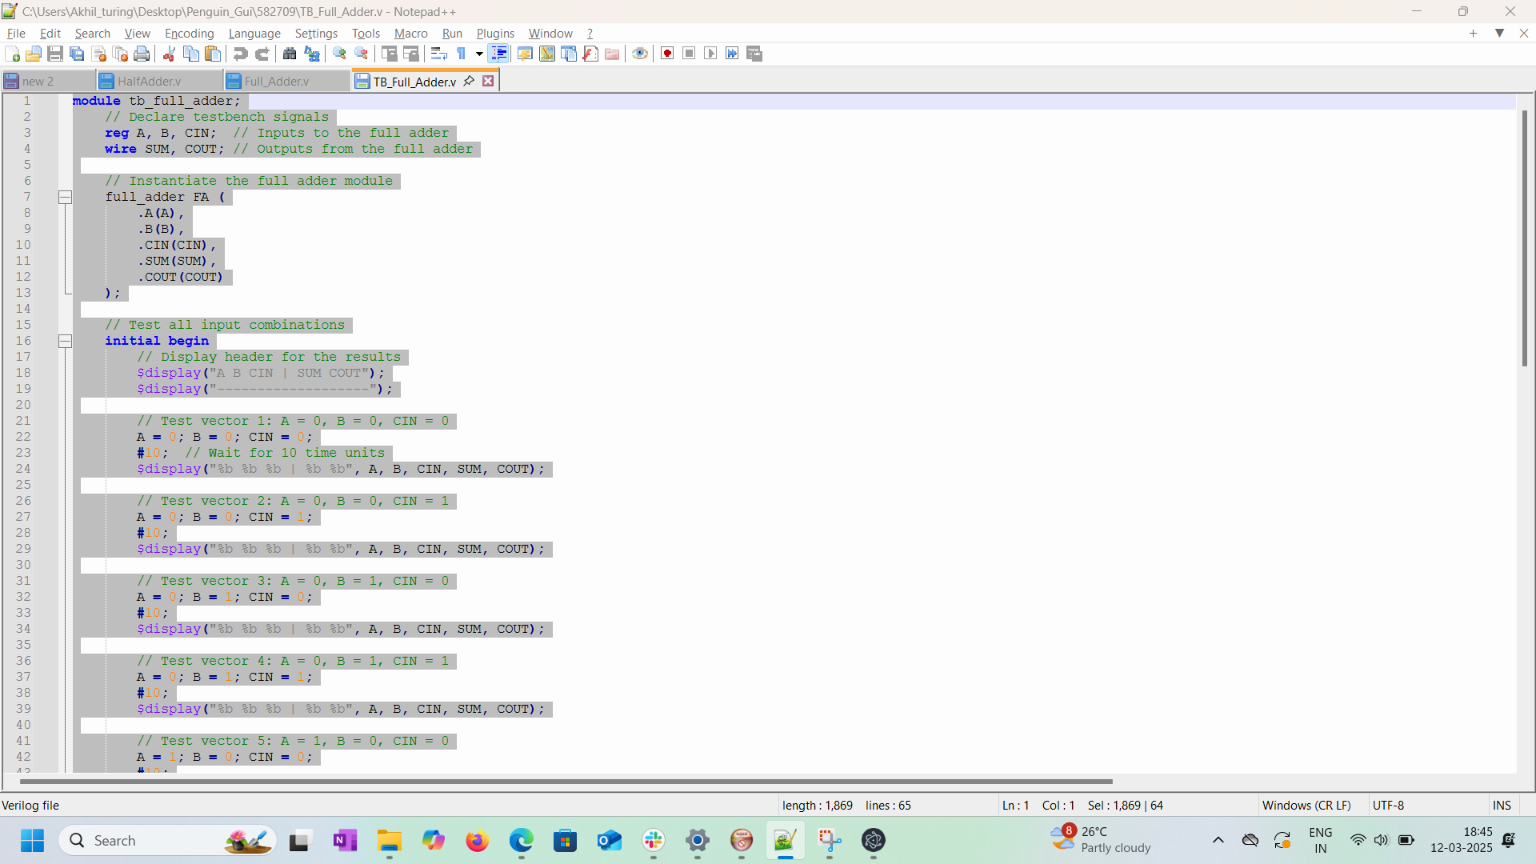 C:\Users\Akhil_turing\Desktop\Penguin_Gui\582709\TB_Full_Adder.v - Notepad++
File Edit Search View Encoding Language Settings Tools Macro Run Plugins Window ?
new 2 HalfAdder.v Full_Adder.v TB_Full_Adder.v
1 module tb_full_adder;
2 // Declare testbench signals
3 reg A, B, CIN; // Inputs to the full adder
4 wire SUM, COUT; // Outputs from the full adder
5
6 // Instantiate the full adder module
7 full_adder FA (
8 .A(A),
9 .B(B),
10 .CIN(CIN),
11 .SUM(SUM),
12 .COUT(COUT)
13 );
14
15 // Test all input combinations
16 initial begin
17 // Display header for the results
18 $display("A B CIN | SUM COUT");
19 $display("-------------------");
20
21 // Test vector 1: A = 0, B = 0, CIN = 0
22 A = 0; B = 0; CIN = 0;
23 #10; // Wait for 10 time units
24 $display("%b %b %b | %b %b", A, B, CIN, SUM, COUT);
25
26 // Test vector 2: A = 0, B = 0, CIN = 1
27 A = 0; B = 0; CIN = 1;
28 #10;
29 $display("%b %b %b | %b %b", A, B, CIN, SUM, COUT);
30
31 // Test vector 3: A = 0, B = 1, CIN = 0
32 A = 0; B = 1; CIN = 0;
33 #10;
34 $display("%b %b %b | %b %b", A, B, CIN, SUM, COUT);
35
36 // Test vector 4: A = 0, B = 1, CIN = 1
37 A = 0; B = 1; CIN = 1;
38 #10;
39 $display("%b %b %b | %b %b", A, B, CIN, SUM, COUT);
40
41 // Test vector 5: A = 1, B = 0, CIN = 0
42 A = 1; B = 0; CIN = 0;
43 #10;
Verilog file length : 1,869 lines : 65 Ln : 1 Col : 1 Sel : 1,869 | 64 Windows (CR LF) UTF-8 INS
Search 8 26°C ENG 18:45
Partly cloudy IN 12-03-2025